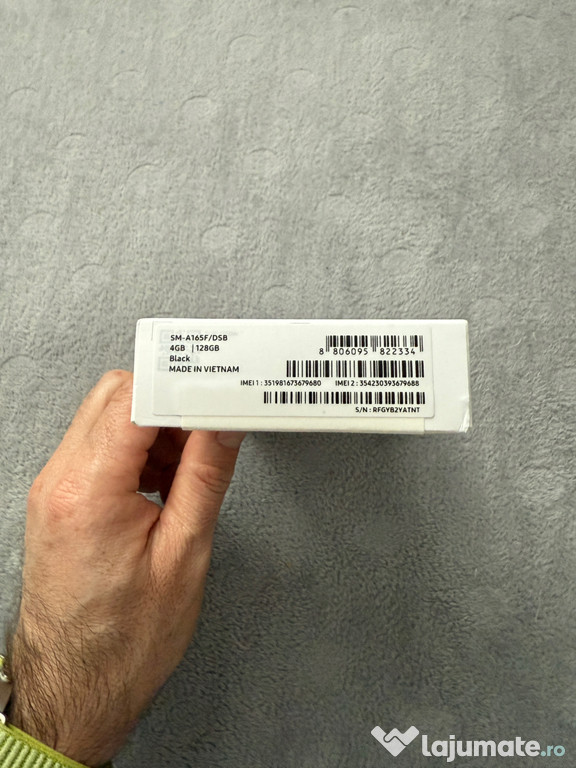 SM-A165F/DSB
4GB | 128GB
Black
MADE IN VIETNAM
8 806095 822334
IMEI 1 : 351981673679680 IMEI 2 : 354230393679688
S/N : RFGYB2YATNT
lajumate.ro